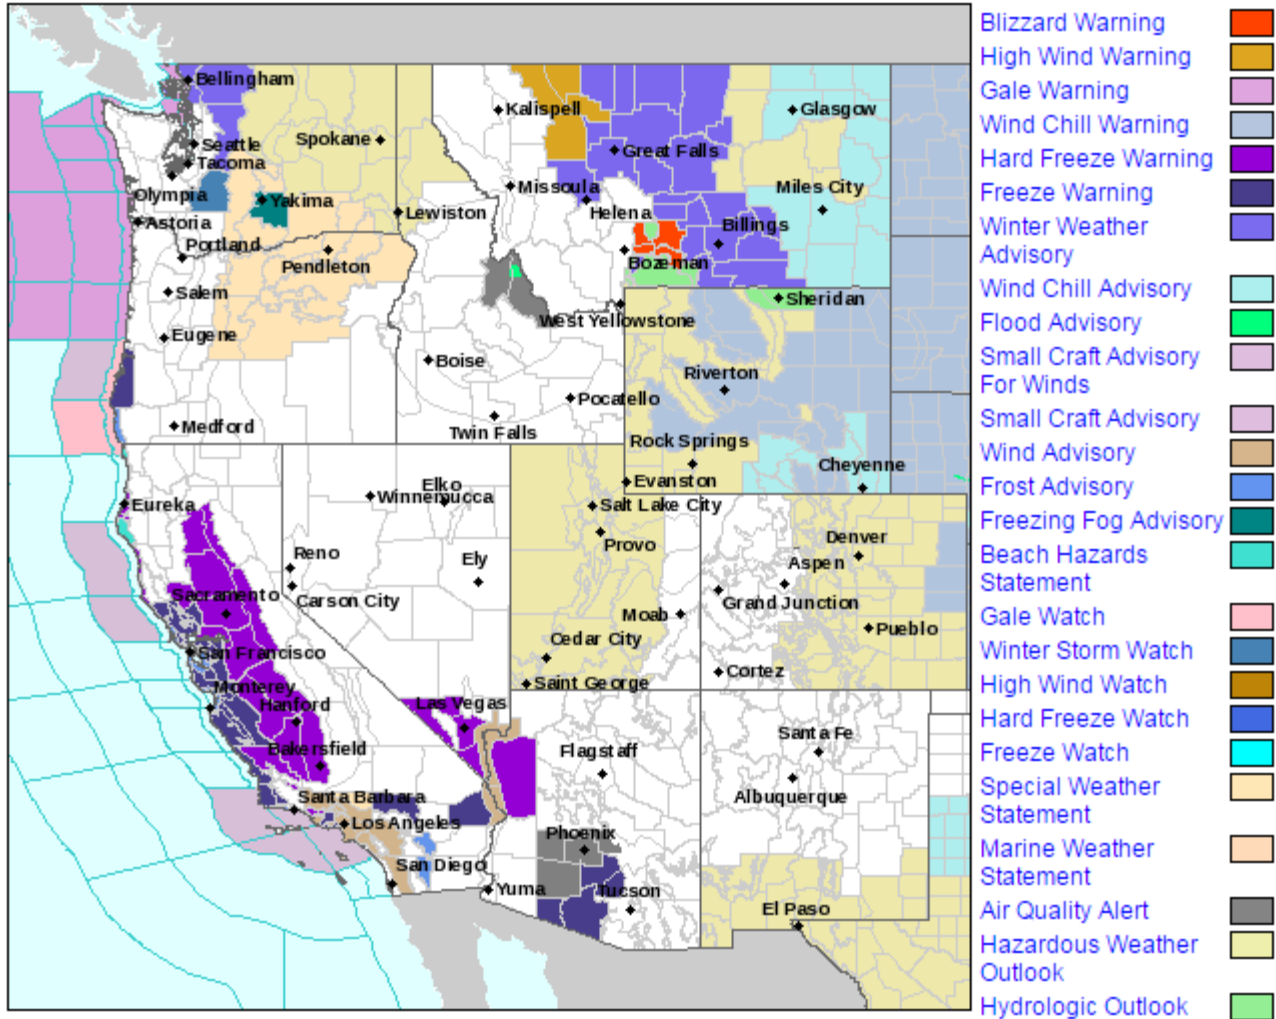 Bellingham
Seattle
Spokane
Tacoma
Olympia
Yakima
Astoria
Portland
Pendleton
Lewiston
Salem
Eugene
Medford
Kalispell
Great Falls
Glasgow
Missoula
Helena
Miles City
Billings
Bozeman
West Yellowstone
Sheridan
Boise
Pocatello
Twin Falls
Riverton
Rock Springs
Evanston
Cheyenne
Eureka
Elko
Winnemucca
Reno
Ely
Carson City
Salt Lake City
Provo
Moab
Cedar City
Saint George
Denver
Aspen
Grand Junction
Pueblo
Cortez
Sacramento
San Francisco
Monterey
Hanford
Bakersfield
Las Vegas
Santa Barbara
Los Angeles
San Diego
Yuma
Flagstaff
Phoenix
Tucson
Santa Fe
Albuquerque
El Paso
Blizzard Warning
High Wind Warning
Gale Warning
Wind Chill Warning
Hard Freeze Warning
Freeze Warning
Winter Weather
Advisory
Wind Chill Advisory
Flood Advisory
Small Craft Advisory
For Winds
Small Craft Advisory
Wind Advisory
Frost Advisory
Freezing Fog Advisory
Beach Hazards
Statement
Gale Watch
Winter Storm Watch
High Wind Watch
Hard Freeze Watch
Freeze Watch
Special Weather
Statement
Marine Weather
Statement
Air Quality Alert
Hazardous Weather
Outlook
Hydrologic Outlook